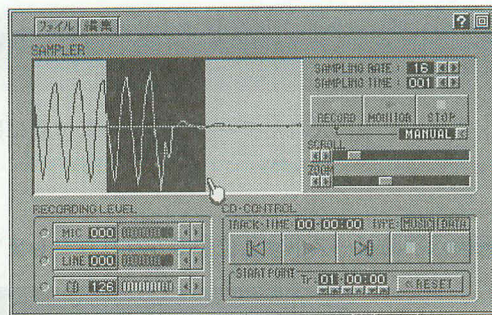 ファイル 編集 ?
SAMPLER
SAMPLING RATE : 16
SAMPLING TIME : 001
RECORD MONITOR STOP
MANUAL
SCROLL
ZOOM
RECORDING LEVEL
MIC 000
LINE 000
CD 126
CD-CONTROL
TRACK-TIME 00-00:00 TYPE MUSIC DATA
START POINT Tr 01-00:00 RESET